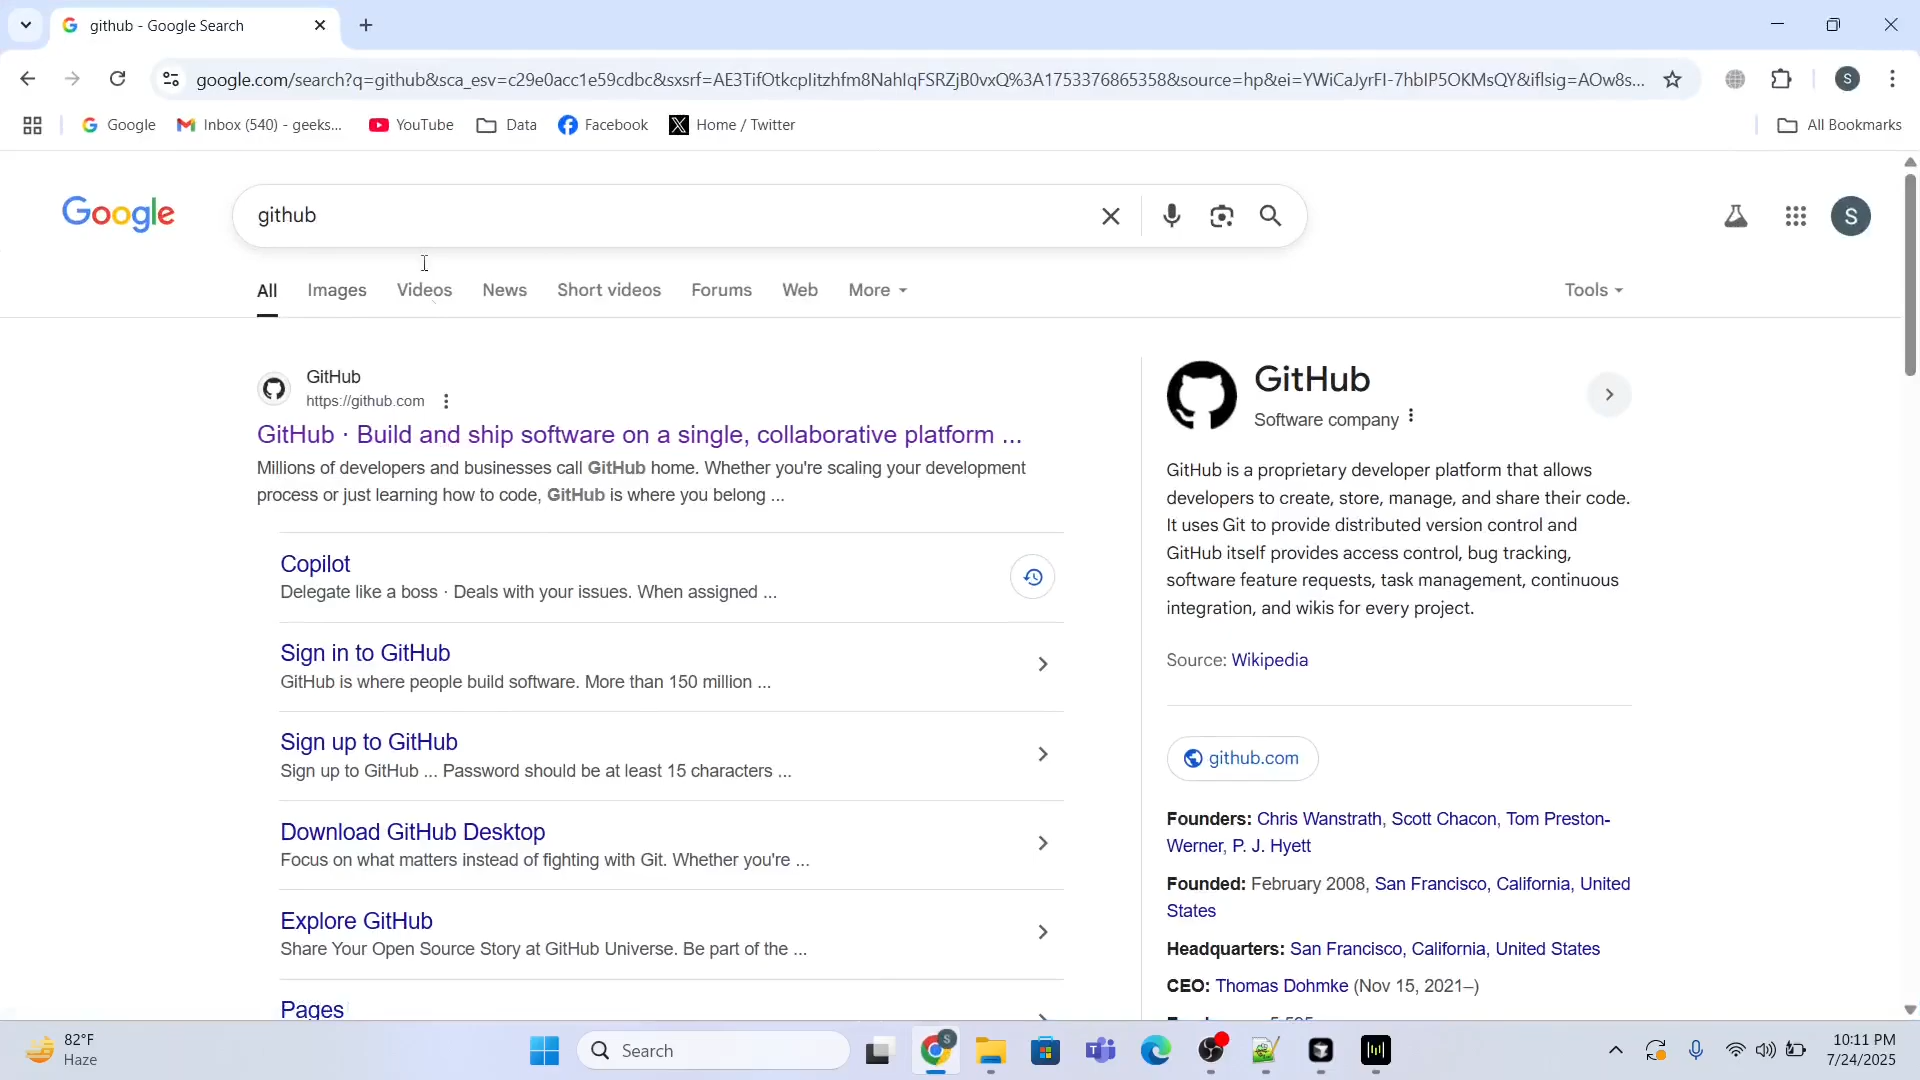 github - Google Search
google.com/search?q=github&sca_esv=c29e0acc1e59cdbc&sxsrf=AE3TifOtkcpIitzhfm8NahIqFSRZjB0vxQ%3A1753376865358&source=hp&ei=YWiCaJyrFI-7hbIP5OKMsQY&iflsig=AOw8s...
S
Google
Inbox (540) - geeks...
YouTube
Data
Facebook
Home / Twitter
All Bookmarks
Google
github
S
All
Images
Videos
News
Short videos
Forums
Web
More
Tools
GitHub
https://github.com
GitHub · Build and ship software on a single, collaborative platform ...
Millions of developers and businesses call GitHub home. Whether you're scaling your development
process or just learning how to code, GitHub is where you belong ...
Copilot
Delegate like a boss · Deals with your issues. When assigned ...
Sign in to GitHub
GitHub is where people build software. More than 150 million ...
Sign up to GitHub
Sign up to GitHub ... Password should be at least 15 characters ...
Download GitHub Desktop
Focus on what matters instead of fighting with Git. Whether you're ...
Explore GitHub
Share Your Open Source Story at GitHub Universe. Be part of the ...
Pages
GitHub
Software company
GitHub is a proprietary developer platform that allows
developers to create, store, manage, and share their code.
It uses Git to provide distributed version control and
GitHub itself provides access control, bug tracking,
software feature requests, task management, continuous
integration, and wikis for every project.
Source: Wikipedia
github.com
Founders: Chris Wanstrath, Scott Chacon, Tom Preston-
Werner, P. J. Hyett
Founded: February 2008, San Francisco, California, United
States
Headquarters: San Francisco, California, United States
CEO: Thomas Dohmke (Nov 15, 2021–)
82°F
Haze
Search
S
10:11 PM
7/24/2025